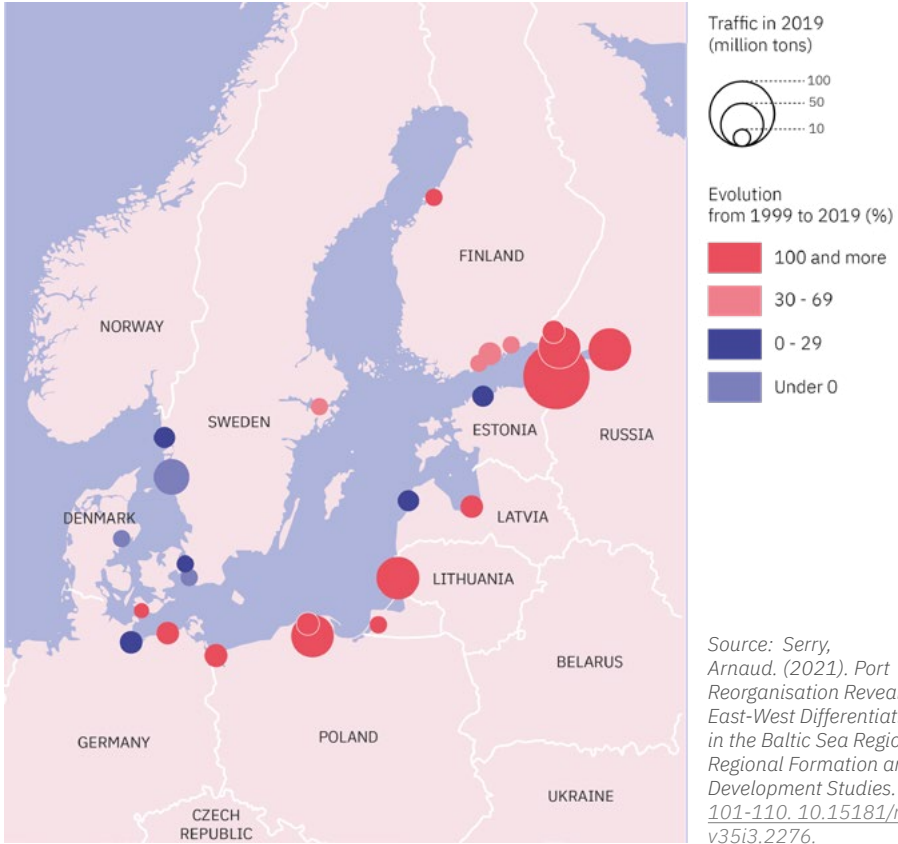 Traffic in 2019
(million tons)
100
50
10
Evolution
from 1999 to 2019 (%)
100 and more
30 - 69
0 - 29
Under 0
FINLAND
NORWAY
SWEDEN
ESTONIA
RUSSIA
DENMARK
LATVIA
LITHUANIA
BELARUS
GERMANY
POLAND
UKRAINE
CZECH
REPUBLIC
Source: Serry,
Arnaud. (2021). Port
Reorganisation Revea
East-West Differentiat
in the Baltic Sea Regio
Regional Formation a
Development Studies.
101-110. 10.15181/r
v35i3.2276.